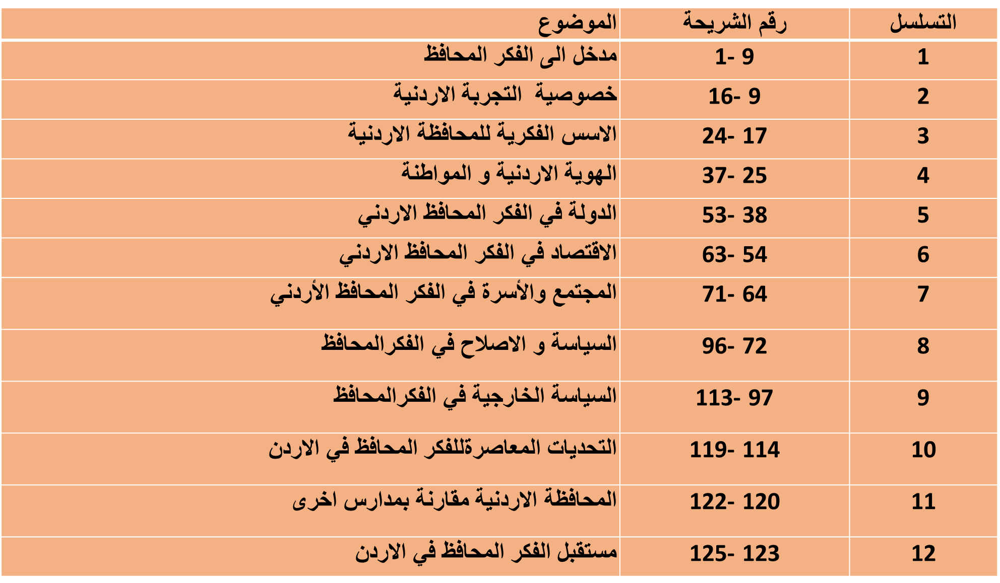 التسلسل رقم الشريحة الموضوع
1 1- 9 مدخل الى الفكر المحافظ
2 16- 9 خصوصية التجربة الاردنية
3 24- 17 الاسس الفكرية للمحافظة الاردنية
4 37- 25 الهوية الاردنية و المواطنة
5 53- 38 الدولة في الفكر المحافظ الاردني
6 63- 54 الاقتصاد في الفكر المحافظ الاردني
7 71- 64 المجتمع والأسرة في الفكر المحافظ الأردني
8 96- 72 السياسة و الاصلاح في الفكرالمحافظ
9 113- 97 السياسة الخارجية في الفكرالمحافظ
10 119- 114 التحديات المعاصرةللفكر المحافظ في الاردن
11 122- 120 المحافظة الاردنية مقارنة بمدارس اخرى
12 125- 123 مستقبل الفكر المحافظ في الاردن